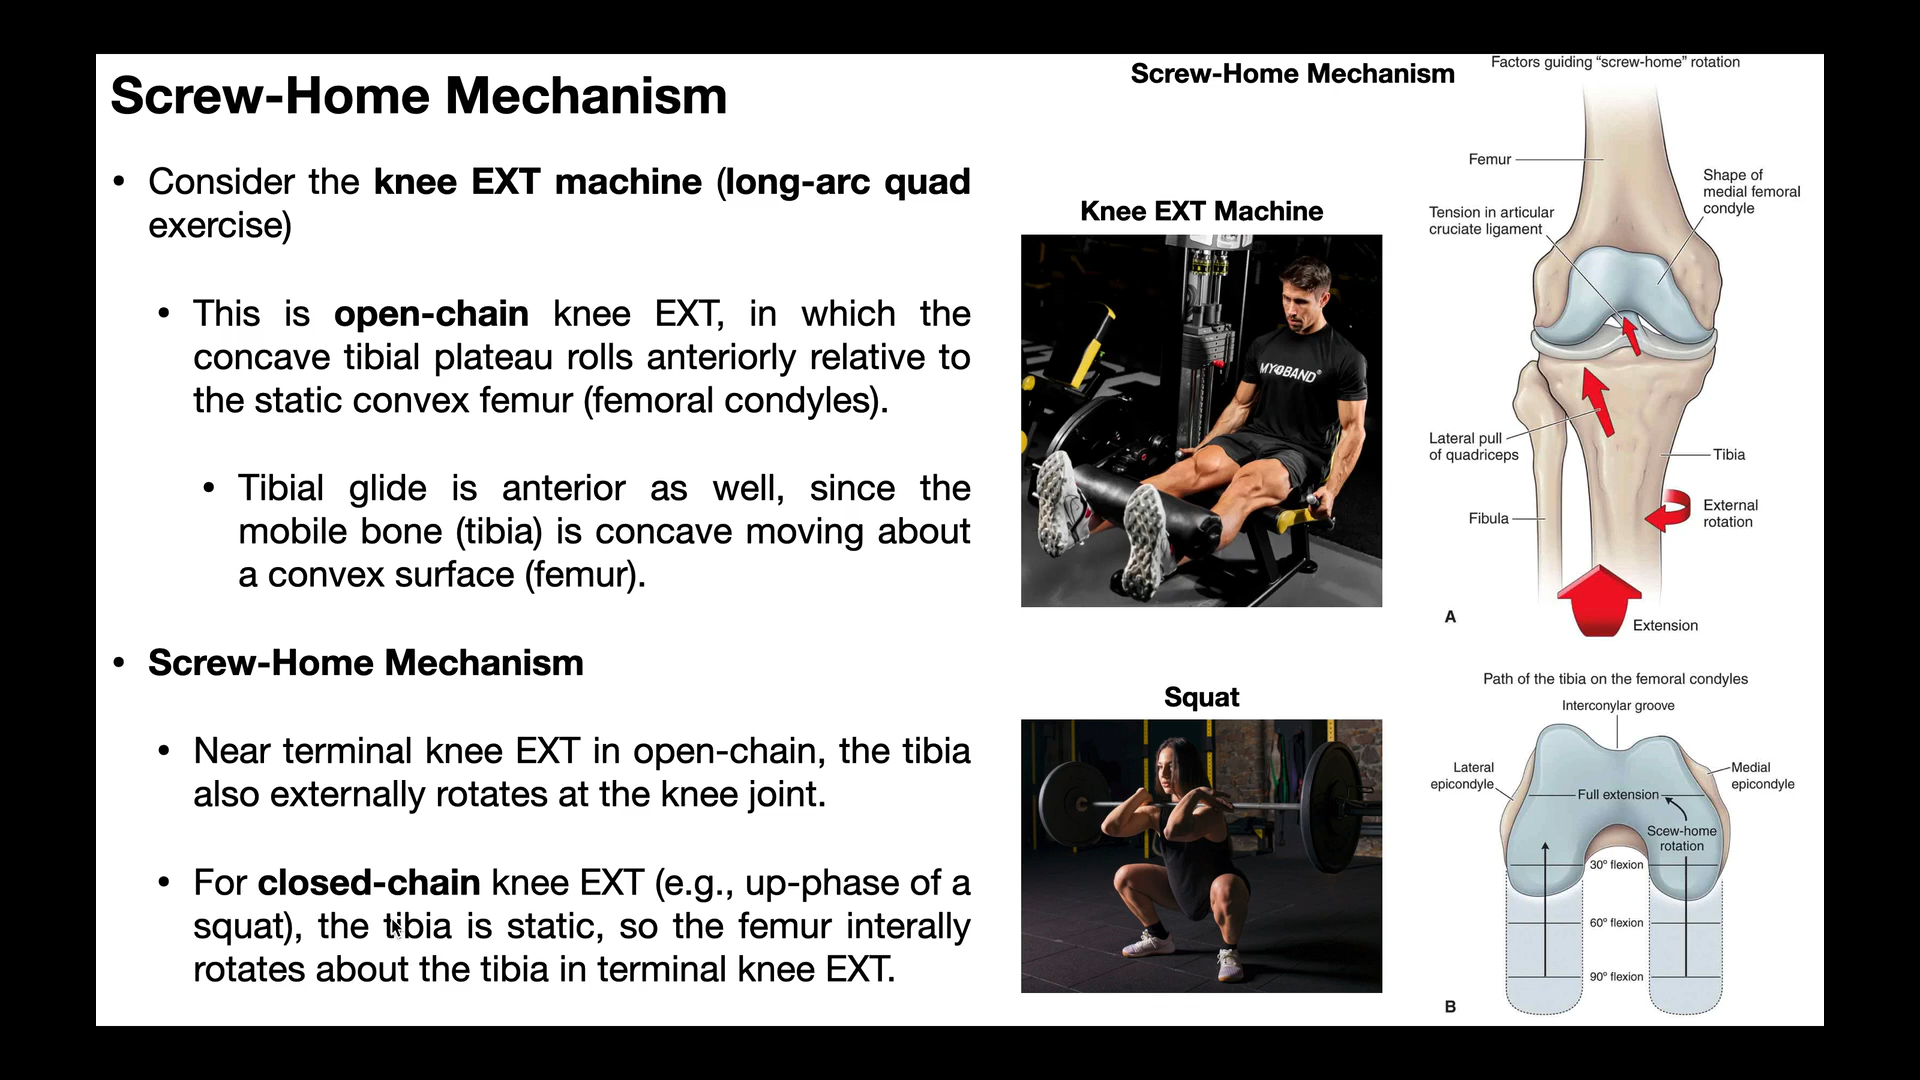 Screw-Home Mechanism
• Consider the knee EXT machine (long-arc quad
exercise)
• This is open-chain knee EXT, in which the
concave tibial plateau rolls anteriorly relative to
the static convex femur (femoral condyles).
• Tibial glide is anterior as well, since the
mobile bone (tibia) is concave moving about
a convex surface (femur).
• Screw-Home Mechanism
• Near terminal knee EXT in open-chain, the tibia
also externally rotates at the knee joint.
• For closed-chain knee EXT (e.g., up-phase of a
squat), the tibia is static, so the femur interally
rotates about the tibia in terminal knee EXT.
Screw-Home Mechanism
Knee EXT Machine
MYOBAND®
Squat
Factors guiding “screw-home” rotation
Femur
Shape of
medial femoral
condyle
Tension in articular
cruciate ligament
Lateral pull
of quadriceps
Tibia
External
rotation
Fibula
A
Extension
Path of the tibia on the femoral condyles
Interconylar groove
Lateral
epicondyle
Medial
epicondyle
Full extension
Scew-home
rotation
30º flexion
60º flexion
90º flexion
B